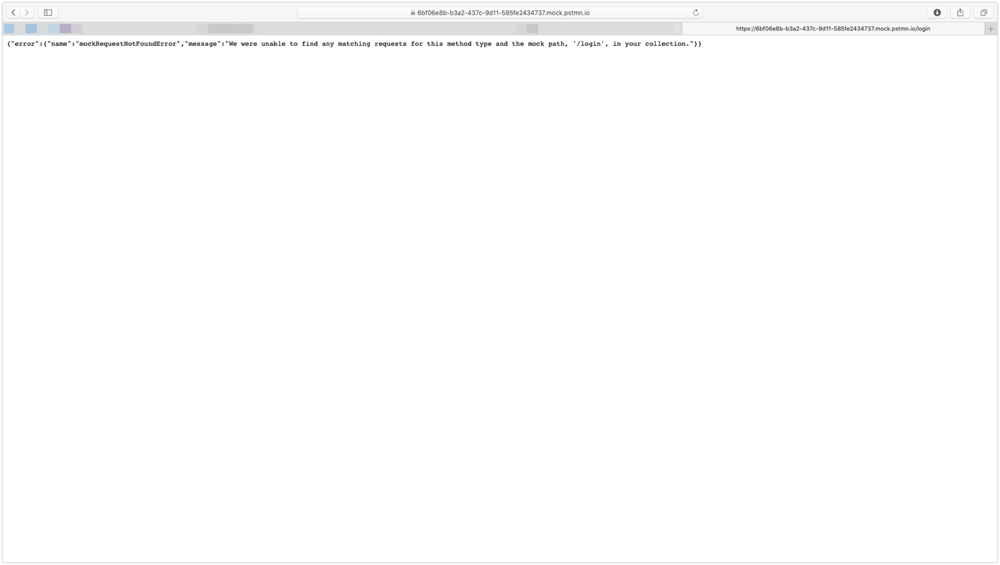 6bf06e8b-b3a2-437c-9d11-585fe2434737.mock.pstmn.io
https://6bf06e8b-b3a2-437c-9d11-585fe2434737.mock.pstmn.io/login
{"error":{"name":"mockRequestNotFoundError","message":"We were unable to find any matching requests for this method type and the mock path, '/login', in your collection."}}